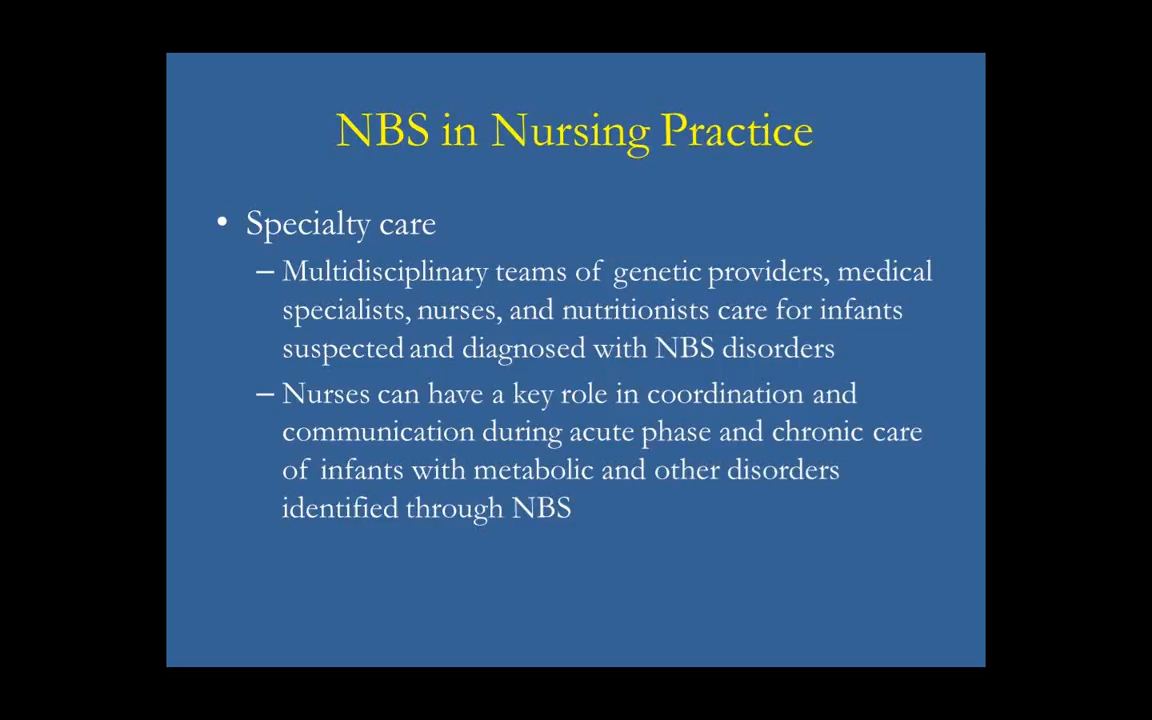 NBS in Nursing Practice
• Specialty care
– Multidisciplinary teams of genetic providers, medical
specialists, nurses, and nutritionists care for infants
suspected and diagnosed with NBS disorders
– Nurses can have a key role in coordination and
communication during acute phase and chronic care
of infants with metabolic and other disorders
identified through NBS